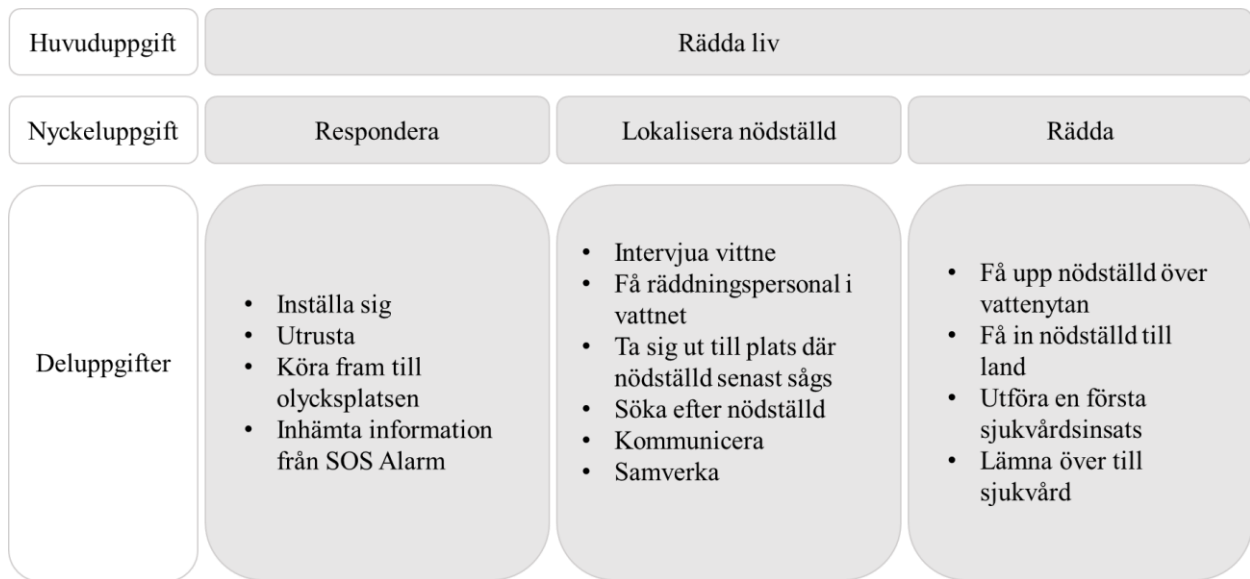 Huvuduppgift
Rädda liv
Nyckeluppgift
Respondera
Lokalisera nödställd
Rädda
Deluppgifter
• Inställa sig
• Utrusta
• Köra fram till
olycksplatsen
• Inhämta information
från SOS Alarm
• Intervjua vittne
• Få räddningspersonal i
vattnet
• Ta sig ut till plats där
nödställd senast sågs
• Söka efter nödställd
• Kommunicera
• Samverka
• Få upp nödställd över
vattenytan
• Få in nödställd till
land
• Utföra en första
sjukvårdsinsats
• Lämna över till
sjukvård